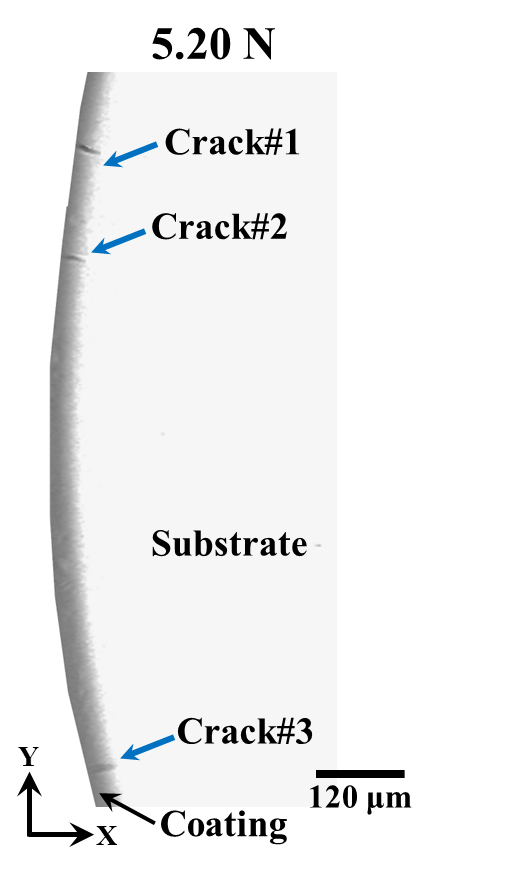 5.20 N
Crack#1
Crack#2
Substrate
Crack#3
Y
120 μm
X
Coating